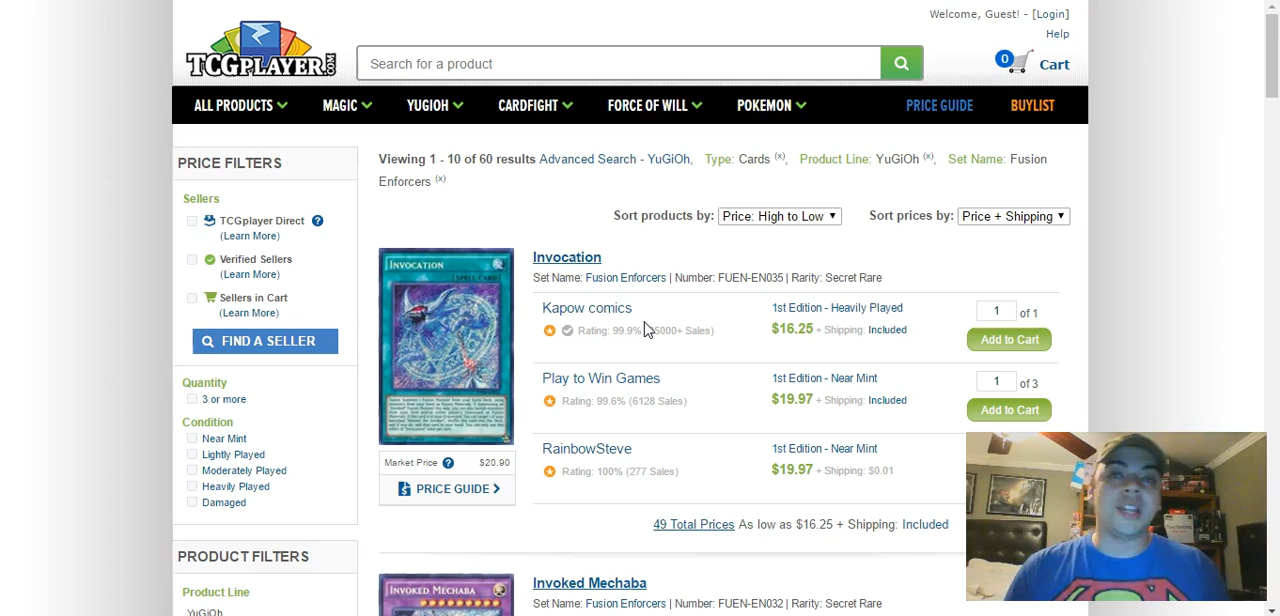 Welcome, Guest! - [Login]
Help
TCGPLAYER.COM
Search for a product
0 Cart
ALL PRODUCTS MAGIC YUGIOH CARDFIGHT FORCE OF WILL POKEMON PRICE GUIDE BUYLIST
PRICE FILTERS
Sellers
TCGplayer Direct ?
(Learn More)
Verified Sellers
(Learn More)
Sellers in Cart
(Learn More)
FIND A SELLER
Quantity
3 or more
Condition
Near Mint
Lightly Played
Moderately Played
Heavily Played
Damaged
PRODUCT FILTERS
Product Line
YuGiOh
Viewing 1 - 10 of 60 results Advanced Search - YuGiOh, Type: Cards (x), Product Line: YuGiOh (x), Set Name: Fusion
Enforcers (x)
Sort products by: Price: High to Low Sort prices by: Price + Shipping
INVOCATION
[SPELL CARD]
Market Price ? $20.90
PRICE GUIDE
Invocation
Set Name: Fusion Enforcers | Number: FUEN-EN035 | Rarity: Secret Rare
Kapow comics 1st Edition - Heavily Played 1 of 1
Rating: 99.9% 5000+ Sales) $16.25 + Shipping: Included Add to Cart
Play to Win Games 1st Edition - Near Mint 1 of 3
Rating: 99.6% (6128 Sales) $19.97 + Shipping: Included Add to Cart
RainbowSteve 1st Edition - Near Mint
Rating: 100% (277 Sales) $19.97 + Shipping: $0.01
49 Total Prices As low as $16.25 + Shipping: Included
INVOKED MECHABA
Invoked Mechaba
Set Name: Fusion Enforcers | Number: FUEN-EN032 | Rarity: Secret Rare